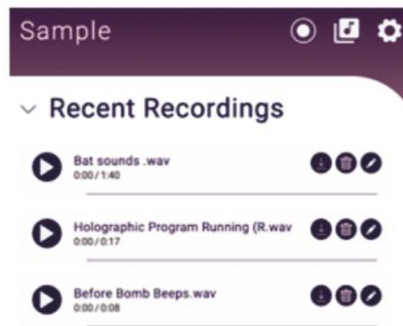 Sample
Recent Recordings
Bat sounds .wav
0:00 / 1:40
Holographic Program Running (R.wav
0:00 / 0:17
Before Bomb Beeps.wav
0:00 / 0:08